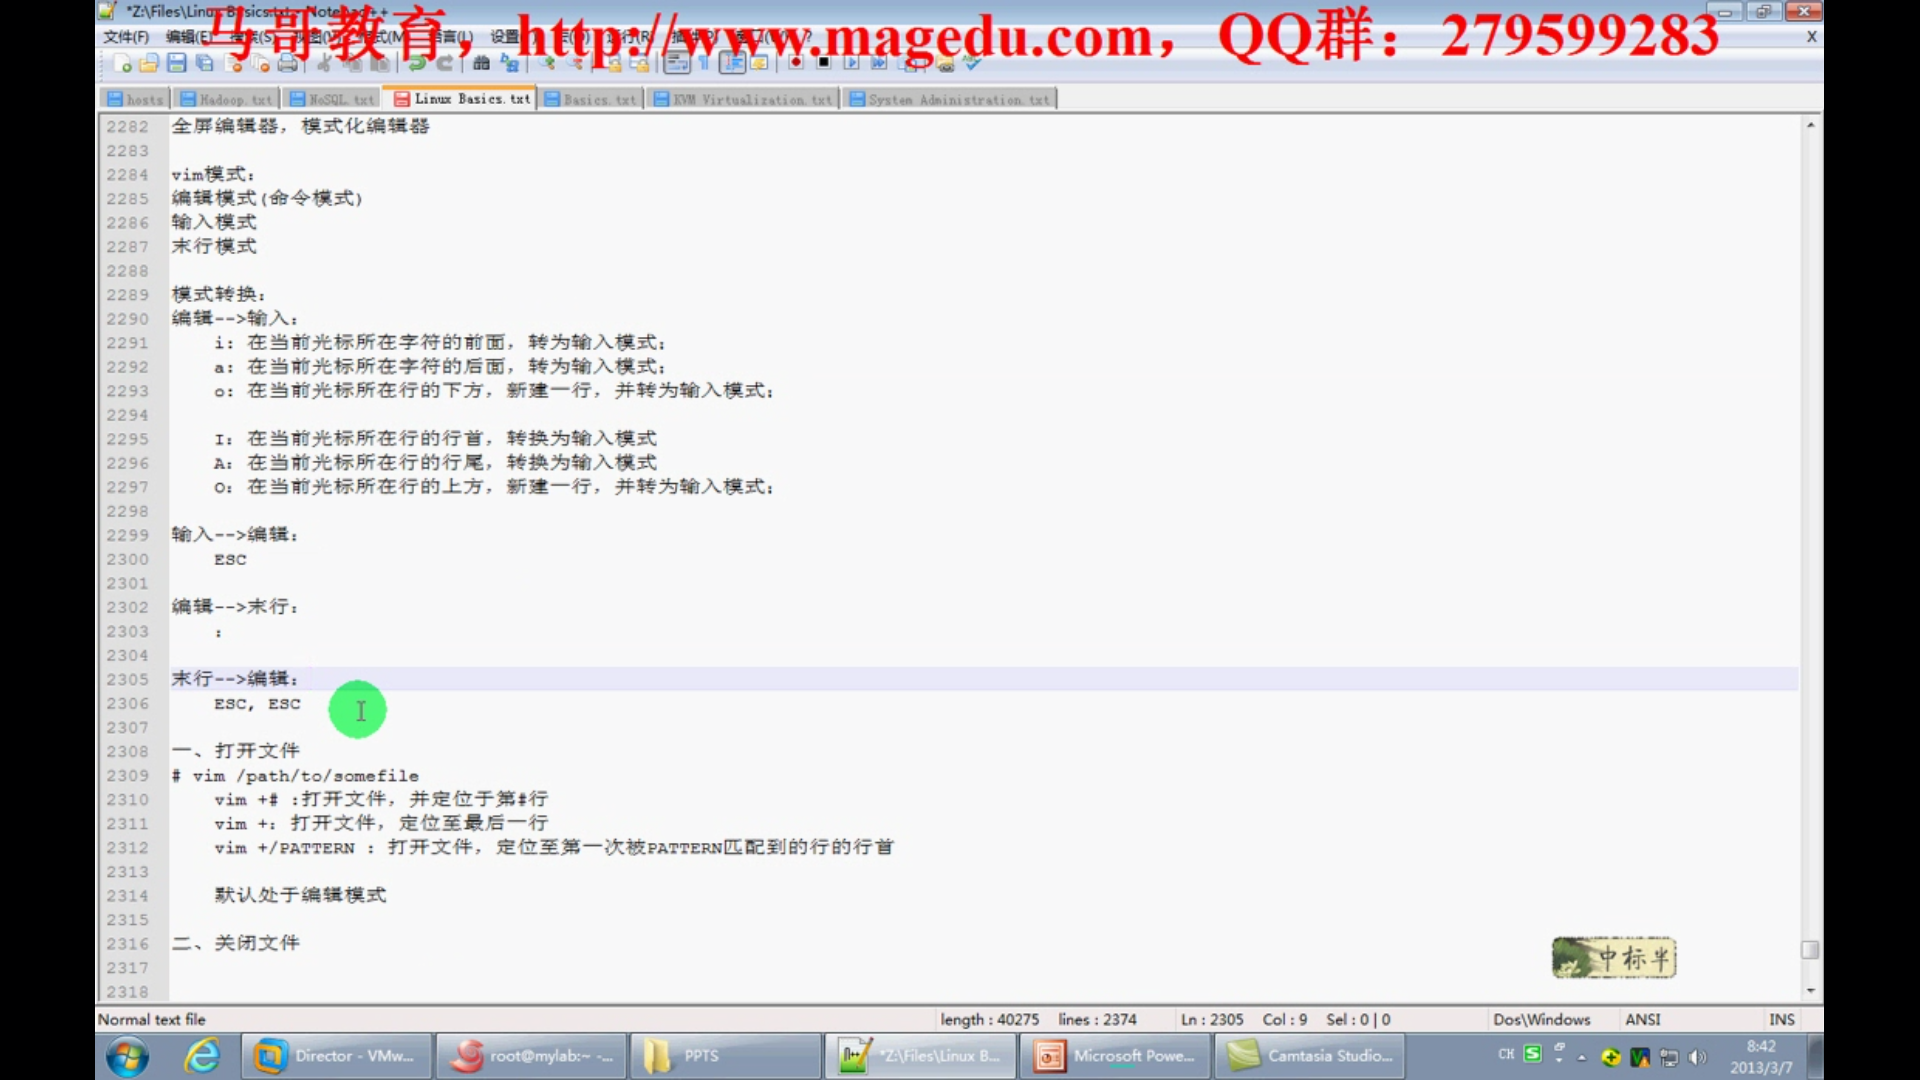 *Z:\Files\Linux Basics.txt - Notepad++
马哥教育，http://www.magedu.com，QQ群：279599283
文件(F) 编辑(E)
hosts Hadoop.txt NoSQL.txt Linux Basics.txt Basics.txt KVM Virtualization.txt System Administration.txt
2282 全屏编辑器，模式化编辑器
2283
2284 vim模式：
2285 编辑模式(命令模式)
2286 输入模式
2287 末行模式
2288
2289 模式转换：
2290 编辑-->输入：
2291 i: 在当前光标所在字符的前面，转为输入模式；
2292 a: 在当前光标所在字符的后面，转为输入模式；
2293 o: 在当前光标所在行的下方，新建一行，并转为输入模式；
2294
2295 I: 在当前光标所在行的行首，转换为输入模式
2296 A: 在当前光标所在行的行尾，转换为输入模式
2297 O: 在当前光标所在行的上方，新建一行，并转为输入模式；
2298
2299 输入-->编辑：
2300 ESC
2301
2302 编辑-->末行：
2303 :
2304
2305 末行-->编辑：
2306 ESC, ESC
2307
2308 一、打开文件
2309 # vim /path/to/somefile
2310 vim +# :打开文件，并定位于第#行
2311 vim +: 打开文件，定位至最后一行
2312 vim +/PATTERN : 打开文件，定位至第一次被PATTERN匹配到的行的行首
2313
2314 默认处于编辑模式
2315
2316 二、关闭文件
2317
2318
中标半
Normal text file length : 40275 lines : 2374 Ln : 2305 Col : 9 Sel : 0 | 0 Dos\Windows ANSI INS
Director - VMw... root@mylab:~ -... PPTS *Z:\Files\Linux B... Microsoft Powe... Camtasia Studio... CH 8:42
2013/3/7